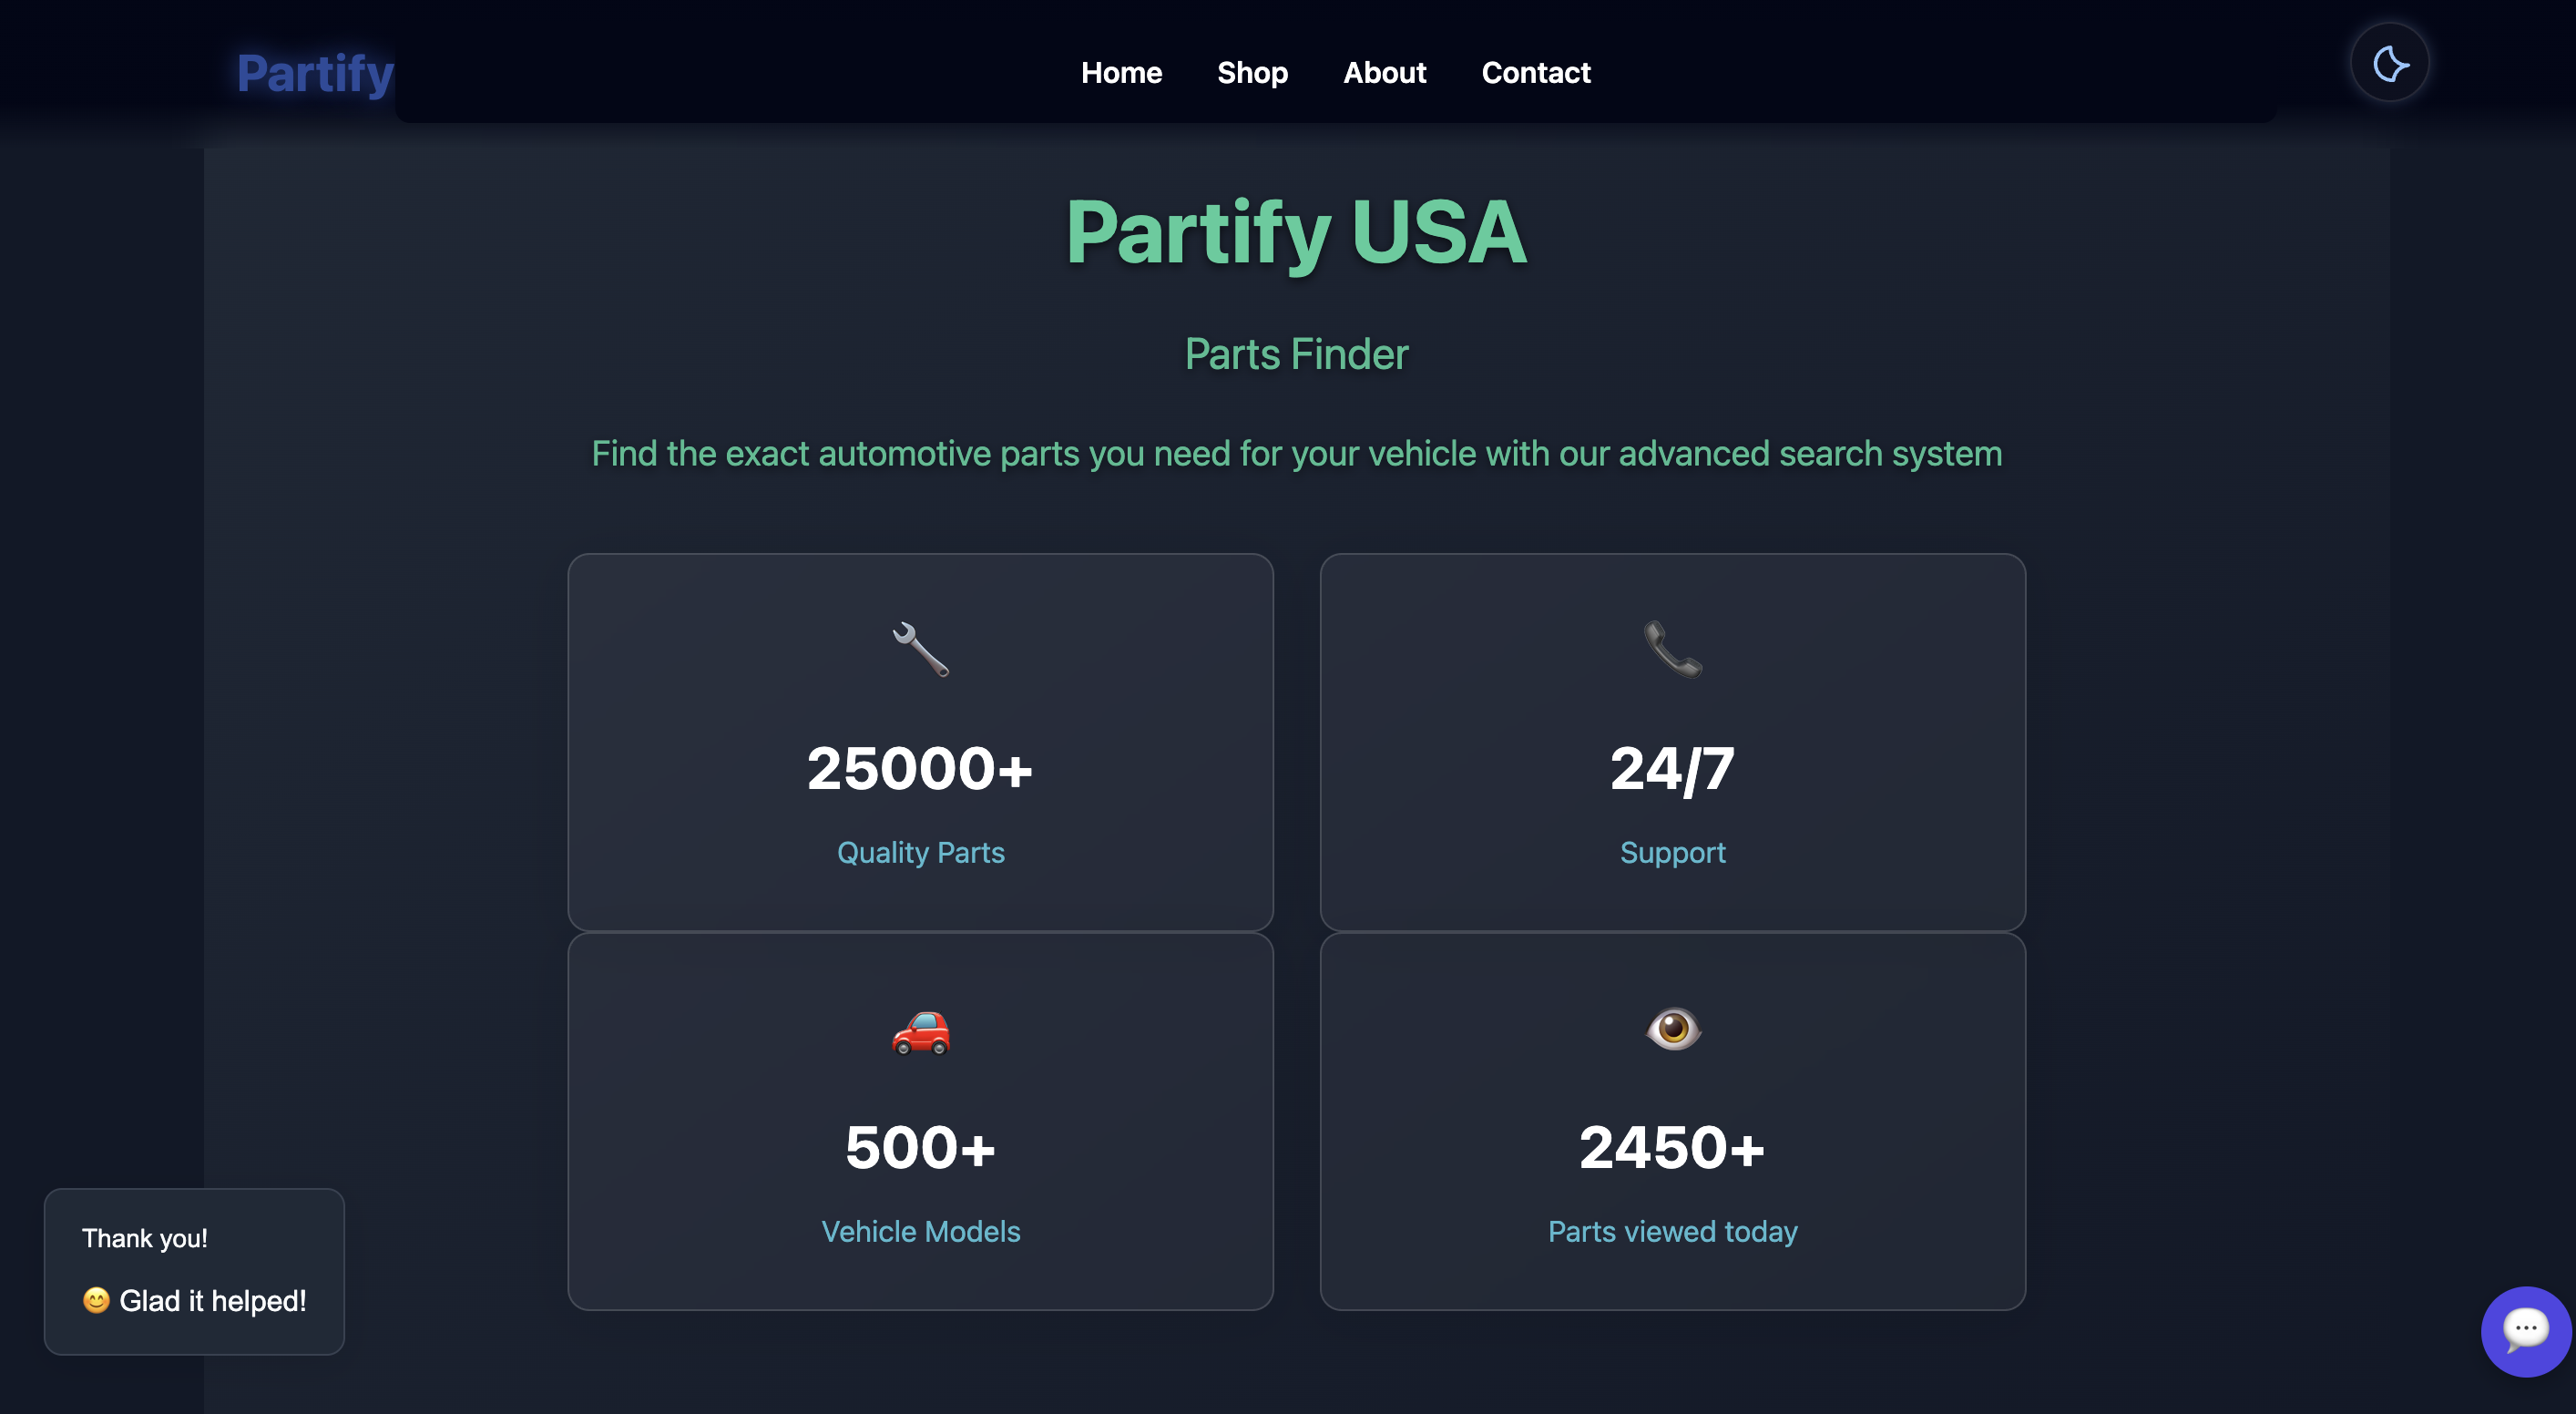 Partify
Home Shop About Contact
Partify USA
Parts Finder
Find the exact automotive parts you need for your vehicle with our advanced search system
25000+
Quality Parts
24/7
Support
500+
Vehicle Models
2450+
Parts viewed today
Thank you!
😊 Glad it helped!